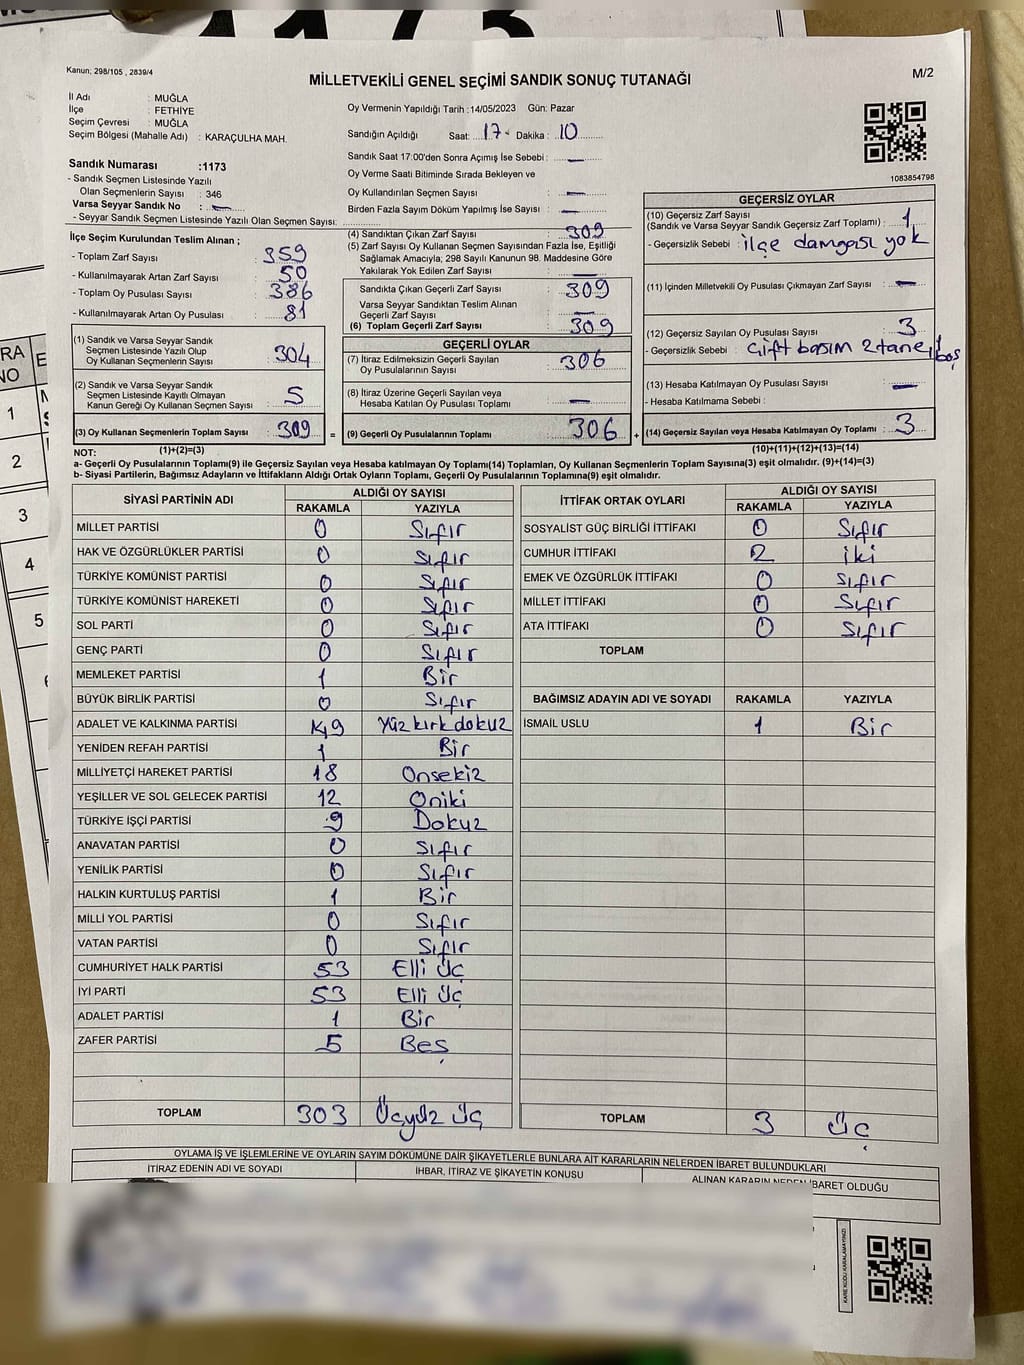 Kanun; 298/105 , 2839/4
MİLLETVEKİLİ GENEL SEÇİMİ SANDIK SONUÇ TUTANAĞI
M/2
İl Adı : MUĞLA
İlçe : FETHİYE
Seçim Çevresi : MUĞLA
Seçim Bölgesi (Mahalle Adı) : KARAÇULHA MAH.
Oy Vermenin Yapıldığı Tarih :14/05/2023 Gün: Pazar
Sandığın Açıldığı Saat: 17 Dakika : 10
Sandık Saat 17:00'den Sonra Açımış İse Sebebi : —
Oy Verme Saati Bitiminde Sırada Bekleyen ve
Oy Kullandırılan Seçmen Sayısı : —
Birden Fazla Sayım Döküm Yapılmış İse Sayısı : —
1083854798
Sandık Numarası :1173
- Sandık Seçmen Listesinde Yazılı
Olan Seçmenlerin Sayısı : 346
Varsa Seyyar Sandık No : —
- Seyyar Sandık Seçmen Listesinde Yazılı Olan Seçmen Sayısı:
İlçe Seçim Kurulundan Teslim Alınan ;
- Toplam Zarf Sayısı : 359
- Kullanılmayarak Artan Zarf Sayısı : 50
- Toplam Oy Pusulası Sayısı : 386
- Kullanılmayarak Artan Oy Pusulası : 81
(1) Sandık ve Varsa Seyyar Sandık
Seçmen Listesinde Yazılı Olup
Oy Kullanan Seçmenlerin Sayısı : 304
(2) Sandık ve Varsa Seyyar Sandık
Seçmen Listesinde Kayıtlı Olmayan
Kanun Gereği Oy Kullanan Seçmen Sayısı : 5
(3) Oy Kullanan Seçmenlerin Toplam Sayısı : 309 =
(4) Sandıktan Çıkan Zarf Sayısı : 309
(5) Zarf Sayısı Oy Kullanan Seçmen Sayısından Fazla İse, Eşitliği
Sağlamak Amacıyla; 298 Sayılı Kanunun 98. Maddesine Göre
Yakılarak Yok Edilen Zarf Sayısı : —
Sandıkta Çıkan Geçerli Zarf Sayısı : 309
Varsa Seyyar Sandıktan Teslim Alınan
Geçerli Zarf Sayısı : —
(6) Toplam Geçerli Zarf Sayısı : 309
GEÇERLİ OYLAR
(7) İtiraz Edilmeksizin Geçerli Sayılan
Oy Pusulalarının Sayısı : 306
(8) İtiraz Üzerine Geçerli Sayılan veya
Hesaba Katılan Oy Pusulası Toplamı : —
(9) Geçerli Oy Pusulalarının Toplamı : 306 +
GEÇERSİZ OYLAR
(10) Geçersiz Zarf Sayısı
(Sandık ve Varsa Seyyar Sandık Geçersiz Zarf Toplamı) : 1
- Geçersizlik Sebebi : ilçe damgası yok
(11) İçinden Milletvekili Oy Pusulası Çıkmayan Zarf Sayısı : —
(12) Geçersiz Sayılan Oy Pusulası Sayısı : 3
- Geçersizlik Sebebi : Çift basım 2 tane, 1 boş
(13) Hesaba Katılmayan Oy Pusulası Sayısı : —
- Hesaba Katılmama Sebebi :
(14) Geçersiz Sayılan veya Hesaba Katılmayan Oy Toplamı : 3
NOT: (1)+(2)=(3) (10)+(11)+(12)+(13)=(14)
a- Geçerli Oy Pusulalarının Toplamı(9) ile Geçersiz Sayılan veya Hesaba katılmayan Oy Toplamı(14) Toplamları, Oy Kullanan Seçmenlerin Toplam Sayısına(3) eşit olmalıdır. (9)+(14)=(3)
b- Siyasi Partilerin, Bağımsız Adayların ve İttifakların Aldığı Ortak Oyların Toplamı, Geçerli Oy Pusulalarının Toplamına(9) eşit olmalıdır.
SİYASİ PARTİNİN ADI ALDIĞI OY SAYISI
RAKAMLA YAZIYLA
MİLLET PARTİSİ 0 Sıfır
HAK VE ÖZGÜRLÜKLER PARTİSİ 0 Sıfır
TÜRKİYE KOMÜNİST PARTİSİ 0 Sıfır
TÜRKİYE KOMÜNİST HAREKETİ 0 Sıfır
SOL PARTİ 0 Sıfır
GENÇ PARTİ 0 Sıfır
MEMLEKET PARTİSİ 1 Bir
BÜYÜK BİRLİK PARTİSİ 0 Sıfır
ADALET VE KALKINMA PARTİSİ 149 Yüz kırk dokuz
YENİDEN REFAH PARTİSİ 1 Bir
MİLLİYETÇİ HAREKET PARTİSİ 18 Onsekiz
YEŞİLLER VE SOL GELECEK PARTİSİ 12 Oniki
TÜRKİYE İŞÇİ PARTİSİ 9 Dokuz
ANAVATAN PARTİSİ 0 Sıfır
YENİLİK PARTİSİ 0 Sıfır
HALKIN KURTULUŞ PARTİSİ 1 Bir
MİLLİ YOL PARTİSİ 0 Sıfır
VATAN PARTİSİ 0 Sıfır
CUMHURİYET HALK PARTİSİ 53 Elli Üç
İYİ PARTİ 53 Elli Üç
ADALET PARTİSİ 1 Bir
ZAFER PARTİSİ 5 Beş
TOPLAM 303 Üçyüz Üç
İTTİFAK ORTAK OYLARI ALDIĞI OY SAYISI
RAKAMLA YAZIYLA
SOSYALİST GÜÇ BİRLİĞİ İTTİFAKI 0 Sıfır
CUMHUR İTTİFAKI 2 iki
EMEK VE ÖZGÜRLÜK İTTİFAKI 0 Sıfır
MİLLET İTTİFAKI 0 Sıfır
ATA İTTİFAKI 0 Sıfır
TOPLAM
BAĞIMSIZ ADAYIN ADI VE SOYADI RAKAMLA YAZIYLA
İSMAİL USLU 1 Bir
TOPLAM 3 Üç
OYLAMA İŞ VE İŞLEMLERİNE VE OYLARIN SAYIM DÖKÜMÜNE DAİR ŞİKAYETLERLE BUNLARA AİT KARARLARIN NELERDEN İBARET BULUNDUKLARI
İTİRAZ EDENİN ADI VE SOYADI İHBAR, İTİRAZ VE ŞİKAYETİN KONUSU ALINAN KARARIN NEDEN İBARET OLDUĞU
KARE KODU KARALAMAYINIZ!
RA
NO
1
2
3
4
5